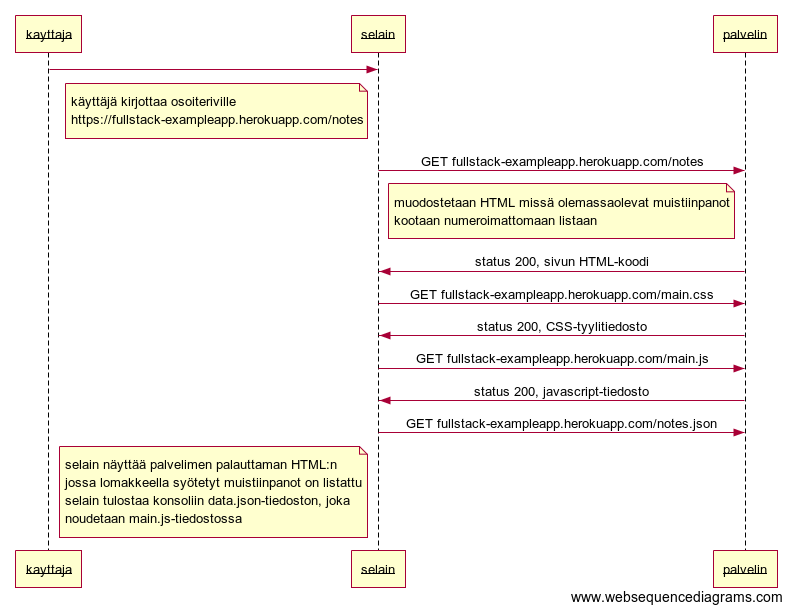 kayttaja
selain
palvelin
käyttäjä kirjottaa osoiteriville
https://fullstack-exampleapp.herokuapp.com/notes
GET fullstack-exampleapp.herokuapp.com/notes
muodostetaan HTML missä olemassaolevat muistiinpanot
kootaan numeroimattomaan listaan
status 200, sivun HTML-koodi
GET fullstack-exampleapp.herokuapp.com/main.css
status 200, CSS-tyylitiedosto
GET fullstack-exampleapp.herokuapp.com/main.js
status 200, javascript-tiedosto
GET fullstack-exampleapp.herokuapp.com/notes.json
selain näyttää palvelimen palauttaman HTML:n
jossa lomakkeella syötetyt muistiinpanot on listattu
selain tulostaa konsoliin data.json-tiedoston, joka
noudetaan main.js-tiedostossa
kayttaja
selain
palvelin
www.websequencediagrams.com